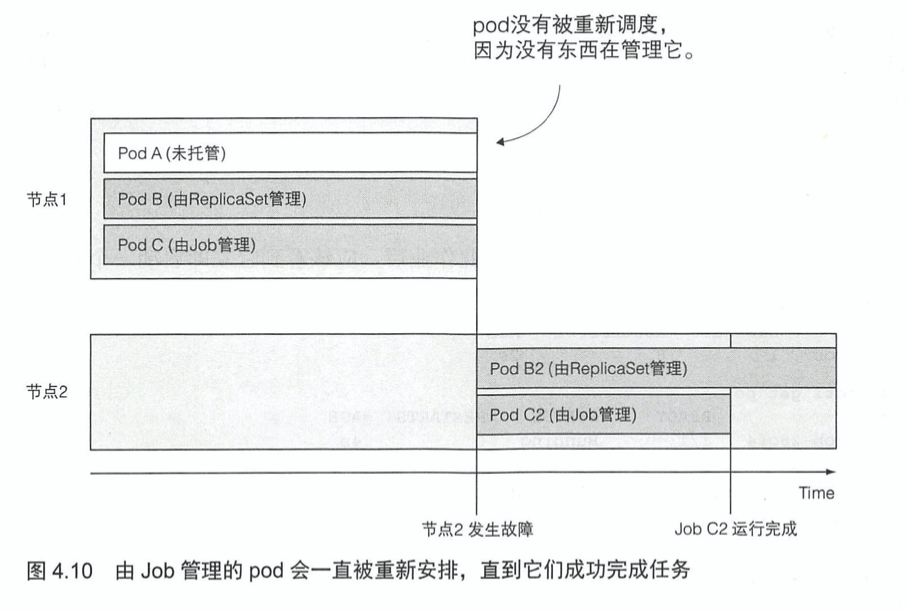 pod没有被重新调度，
因为没有东西在管理它。
节点1
Pod A (未托管)
Pod B (由ReplicaSet管理)
Pod C (由Job管理)
节点2
Pod B2 (由ReplicaSet管理)
Pod C2 (由Job管理)
Time
节点2 发生故障
Job C2 运行完成
图 4.10 由 Job 管理的 pod 会一直被重新安排，直到它们成功完成任务